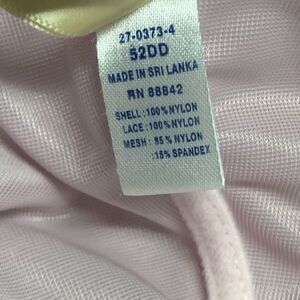 27-0373-4
52DD
MADE IN SRI LANKA
RN 88842
SHELL : 100% NYLON
LACE : 100% NYLON
MESH : 85% NYLON
: 15% SPANDEX